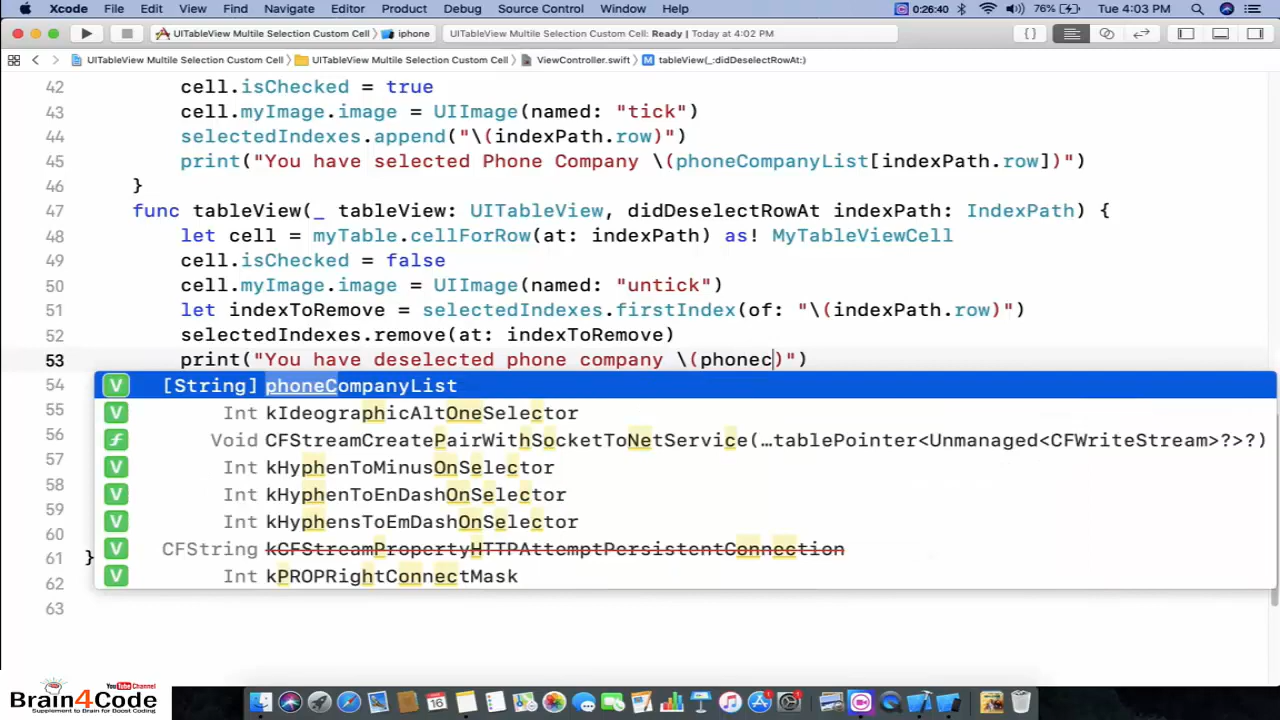 Xcode File Edit View Find Navigate Editor Product Debug Source Control Window Help 0:26:40 76% Tue 4:03 PM
UITableView Multile Selection Custom Cell iphone UITableView Multile Selection Custom Cell: Ready | Today at 4:02 PM { }
UITableView Multile Selection Custom Cell UITableView Multile Selection Custom Cell ViewController.swift M tableView(_:didDeselectRowAt:)
42 cell.isChecked = true
43 cell.myImage.image = UIImage(named: "tick")
44 selectedIndexes.append("\(indexPath.row)")
45 print("You have selected Phone Company \(phoneCompanyList[indexPath.row])")
46 }
47 func tableView(_ tableView: UITableView, didDeselectRowAt indexPath: IndexPath) {
48 let cell = myTable.cellForRow(at: indexPath) as! MyTableViewCell
49 cell.isChecked = false
50 cell.myImage.image = UIImage(named: "untick")
51 let indexToRemove = selectedIndexes.firstIndex(of: "\(indexPath.row)")
52 selectedIndexes.remove(at: indexToRemove)
53 print("You have deselected phone company \(phonec)")
54 V [String] phoneCompanyList
55 V Int kIdeographicAltOneSelector
56 f Void CFStreamCreatePairWithSocketToNetService(…tablePointer<Unmanaged<CFWriteStream>?>?)
57 V Int kHyphenToMinusOnSelector
58 V Int kHyphenToEnDashOnSelector
59 V Int kHyphensToEmDashOnSelector
60 V CFString kCFStreamPropertyHTTPAttemptPersistentConnection
61 }
62 V Int kPROPRightConnectMask
63
YouTube Channel
Brain4Code
Supplement to Brain for Boost Coding